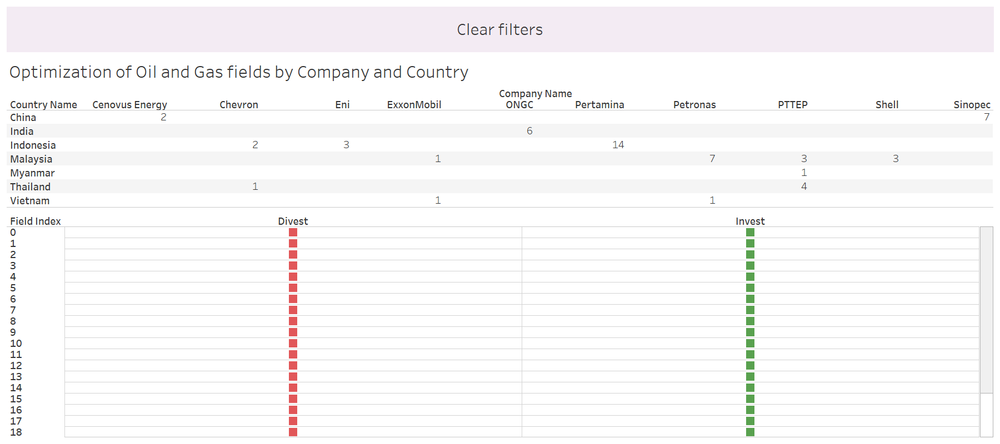 Clear filters
Optimization of Oil and Gas fields by Company and Country
Company Name
Country Name Cenovus Energy Chevron Eni ExxonMobil ONGC Pertamina Petronas PTTEP Shell Sinopec
China 2 7
India 6
Indonesia 2 3 14
Malaysia 1 7 3 3
Myanmar 1
Thailand 1 4
Vietnam 1 1
Field Index Divest Invest
0
1
2
3
4
5
6
7
8
9
10
11
12
13
14
15
16
17
18